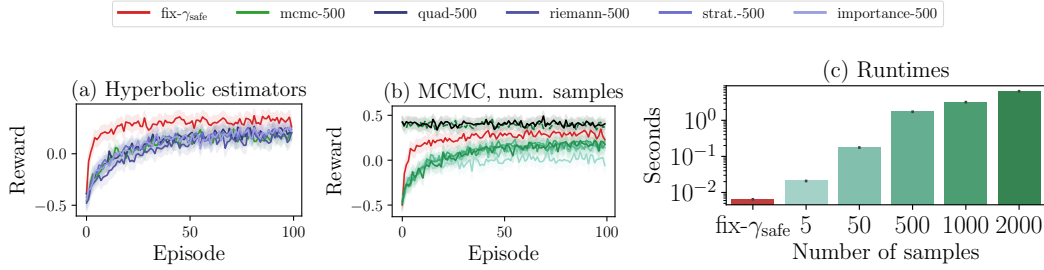 fix-γsafe mcmc-500 quad-500 riemann-500 strat.-500 importance-500
(a) Hyperbolic estimators
Reward
0.0
−0.5
0 50 100
Episode
(b) MCMC, num. samples
Reward
0.5
0.0
−0.5
0 50 100
Episode
(c) Runtimes
Seconds
10⁰
10⁻¹
10⁻²
fix-γsafe 5 50 500 1000 2000
Number of samples